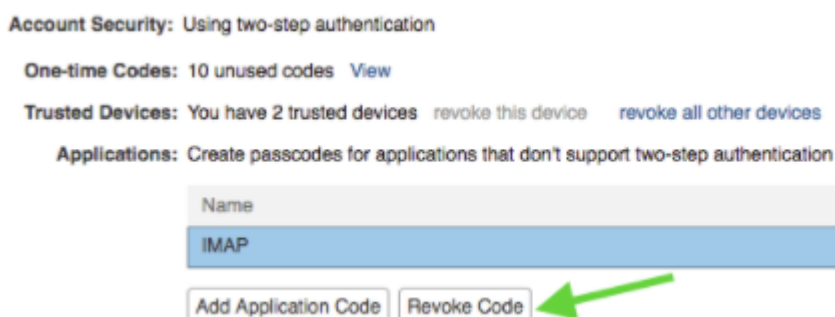 Account Security: Using two-step authentication
One-time Codes: 10 unused codes View
Trusted Devices: You have 2 trusted devices revoke this device revoke all other devices
Applications: Create passcodes for applications that don't support two-step authentication
Name
IMAP
Add Application Code Revoke Code